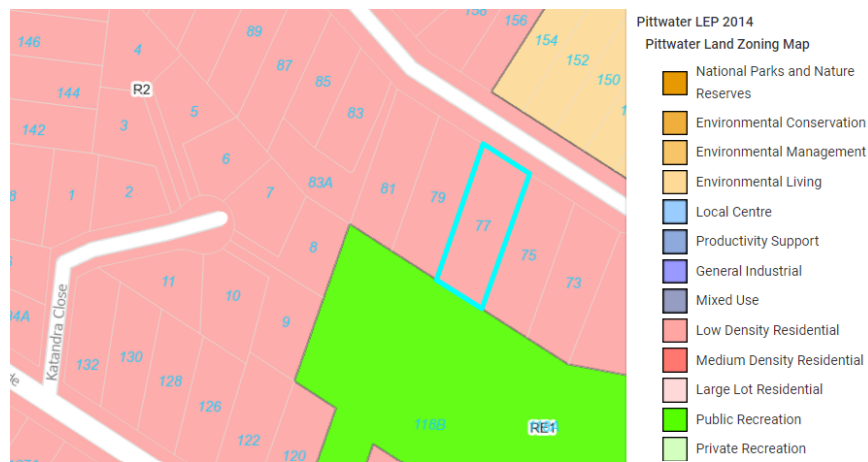 158
156
154
152
150
146
4
89
87
85
83
R2
144
142
3
5
6
1
2
7
83A
81
79
77
75
73
8
11
10
9
Katandra Close
132
130
128
126
122
120
118B
RE1
Pittwater LEP 2014
Pittwater Land Zoning Map
National Parks and Nature
Reserves
Environmental Conservation
Environmental Management
Environmental Living
Local Centre
Productivity Support
General Industrial
Mixed Use
Low Density Residential
Medium Density Residential
Large Lot Residential
Public Recreation
Private Recreation